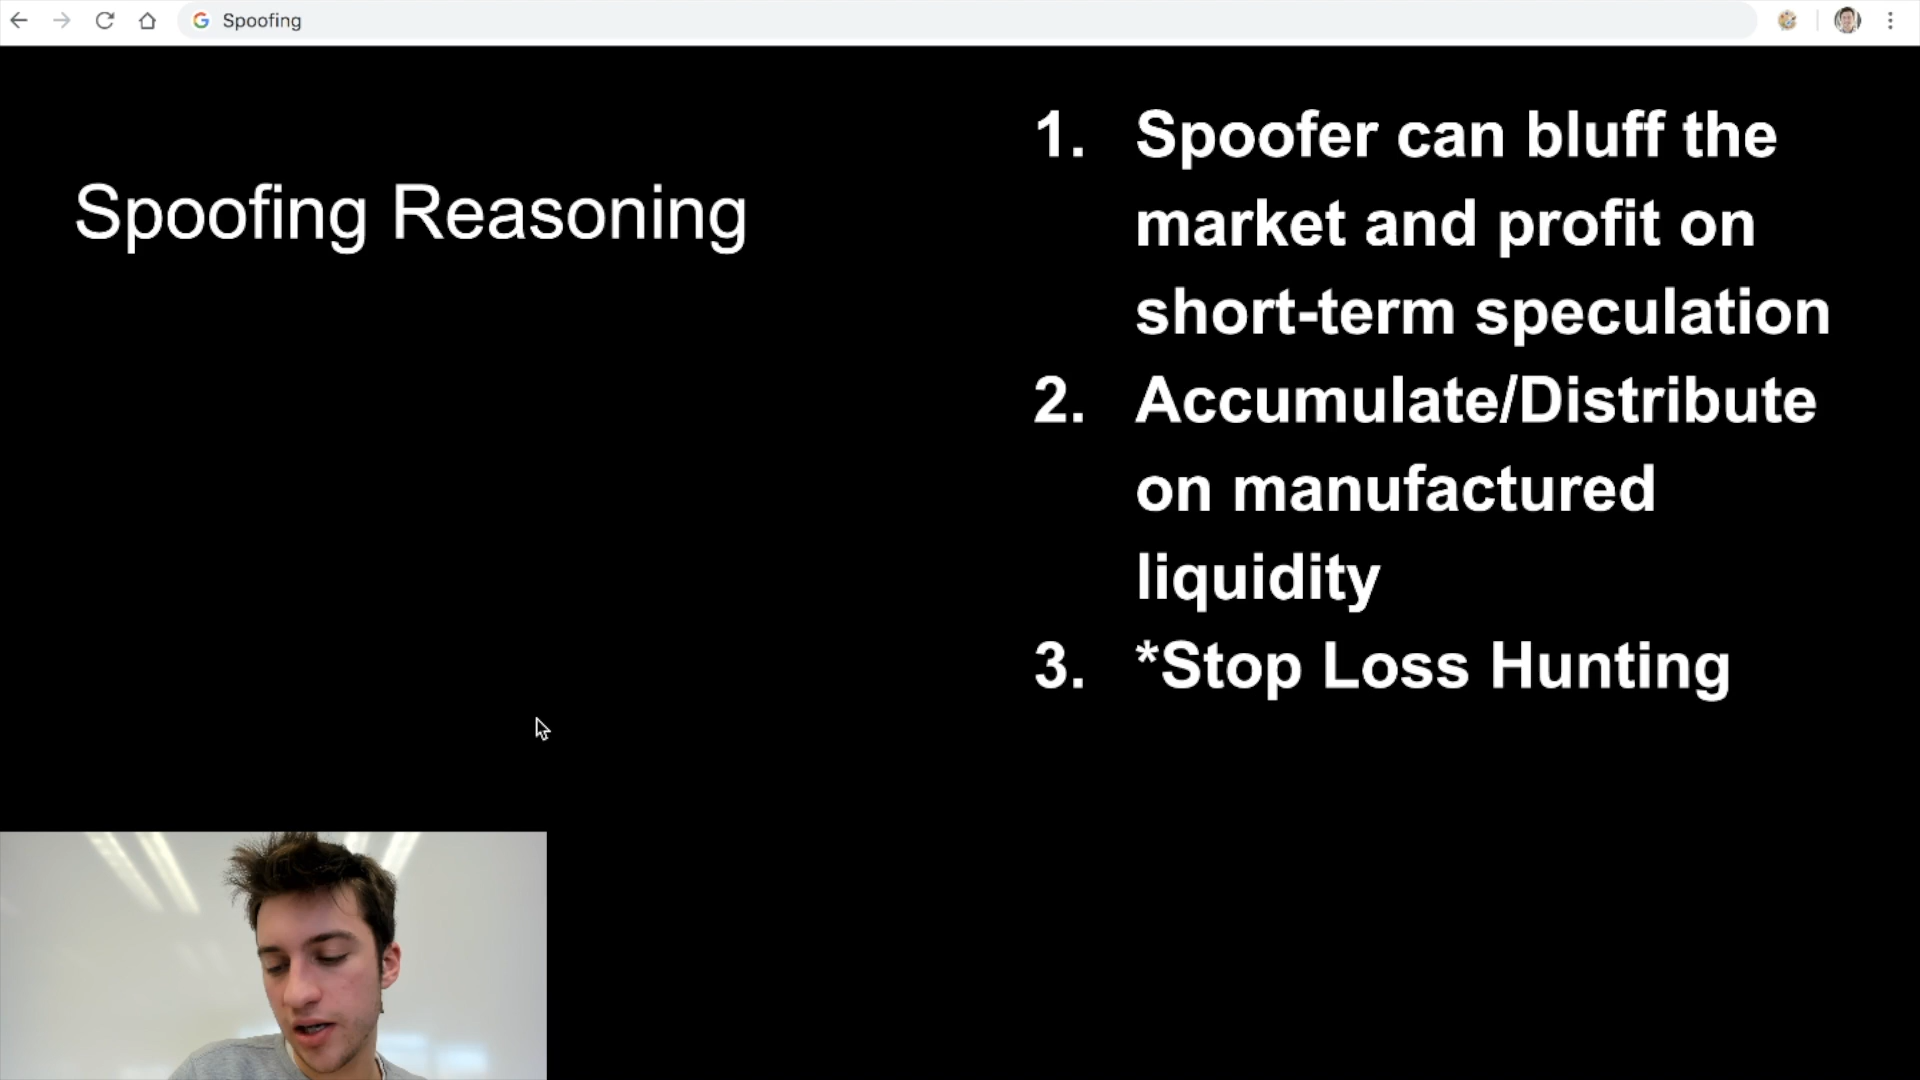 Spoofing
Spoofing Reasoning
1. Spoofer can bluff the
market and profit on
short-term speculation
2. Accumulate/Distribute
on manufactured
liquidity
3. *Stop Loss Hunting